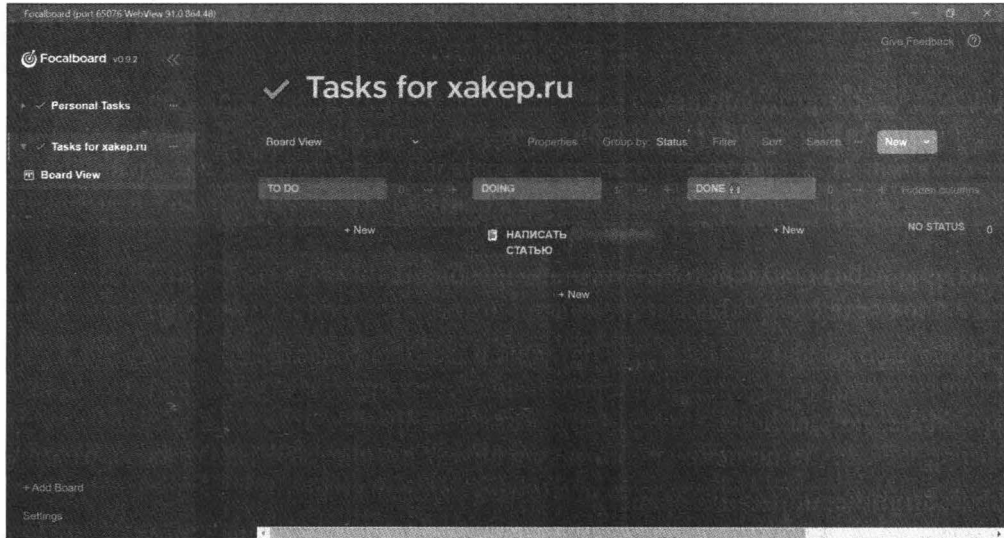 Focalboard (port 65076 WebView 91.0.864.48)
Give Feedback
Focalboard v0.9.2
Tasks for xakep.ru
Personal Tasks
Tasks for xakep.ru
Board View
Board View
Properties Group by: Status Filter Sort Search New
TO DO 0 DOING DONE 0 Hidden columns
+ New НАПИСАТЬ + New NO STATUS 0
СТАТЬЮ
+ New
+ Add Board
Settings